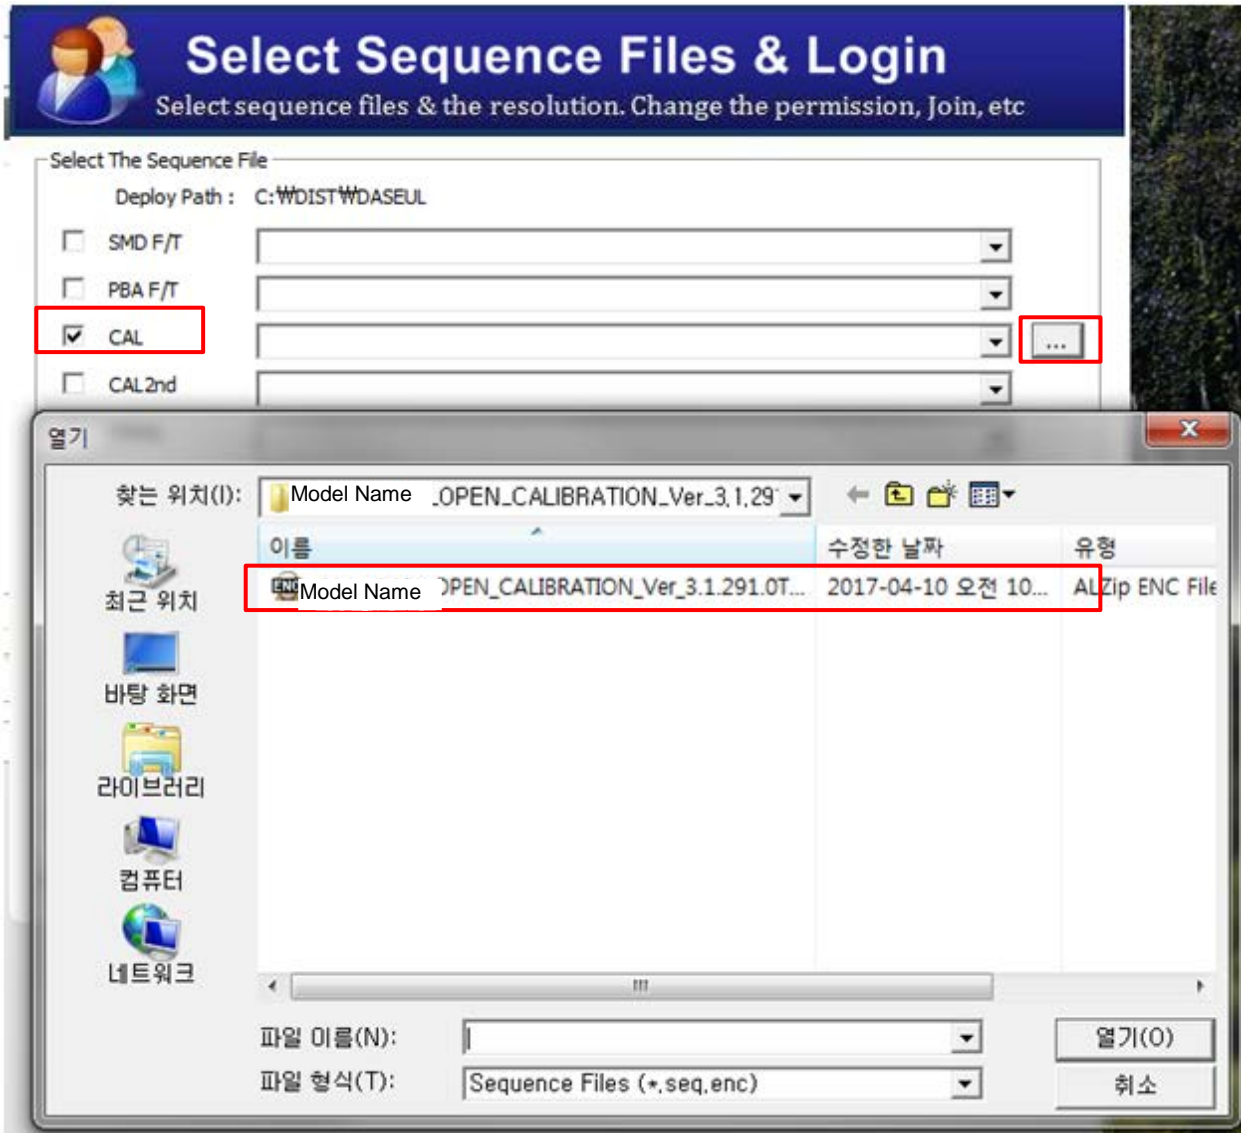 Select Sequence Files & Login
Select sequence files & the resolution. Change the permission, Join, etc
Select The Sequence File
Deploy Path : C:₩DIST₩DASEUL
SMD F/T
PBA F/T
CAL
...
CAL2nd
열기
찾는 위치(I): Model Name _OPEN_CALIBRATION_Ver_3,1,291
이름 수정한 날짜 유형
Model Name OPEN_CALIBRATION_Ver_3.1.291.0T... 2017-04-10 오전 10... ALZip ENC File
최근 위치
바탕 화면
라이브러리
컴퓨터
네트워크
파일 이름(N): 열기(O)
파일 형식(T): Sequence Files (*,seq,enc) 취소